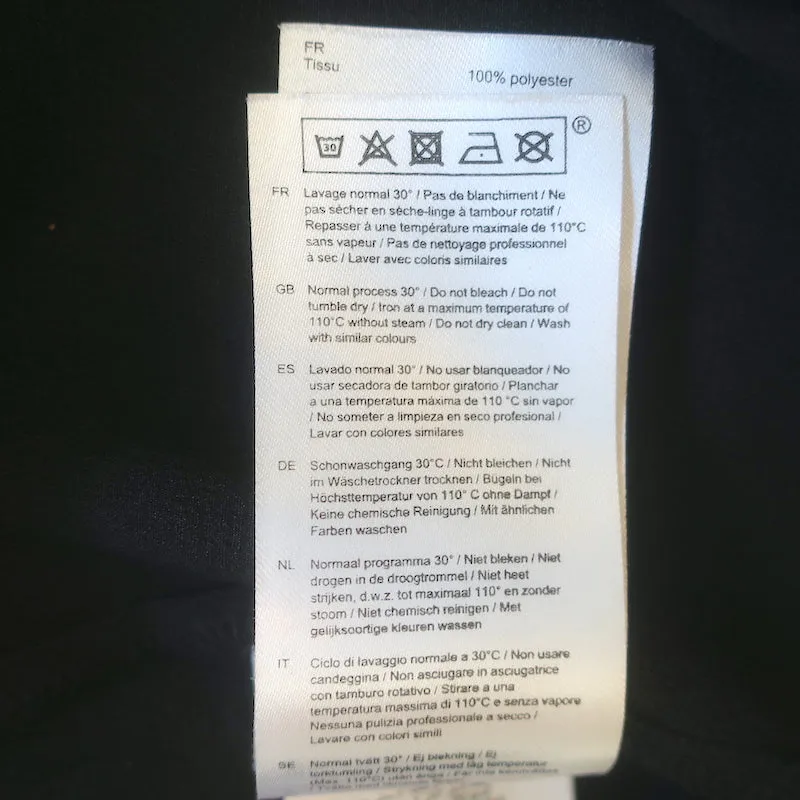 FR
Tissu
100% polyester
30
®
FR Lavage normal 30° / Pas de blanchiment / Ne
pas sécher en sèche-linge à tambour rotatif /
Repasser à une température maximale de 110°C
sans vapeur / Pas de nettoyage professionnel
à sec / Laver avec coloris similaires
GB Normal process 30° / Do not bleach / Do not
tumble dry / Iron at a maximum temperature of
110°C without steam / Do not dry clean / Wash
with similar colours
ES Lavado normal 30° / No usar blanqueador / No
usar secadora de tambor giratorio / Planchar
a una temperatura máxima de 110 °C sin vapor
/ No someter a limpieza en seco profesional /
Lavar con colores similares
DE Schonwaschgang 30°C / Nicht bleichen / Nicht
im Wäschetrockner trocknen / Bügeln bei
Höchsttemperatur von 110° C ohne Dampf /
Keine chemische Reinigung / Mit ähnlichen
Farben waschen
NL Normaal programma 30° / Niet bleken / Niet
drogen in de droogtrommel / Niet heet
strijken, d.w.z. tot maximaal 110° en zonder
stoom / Niet chemisch reinigen / Met
gelijksoortige kleuren wassen
IT Ciclo di lavaggio normale a 30°C / Non usare
candeggina / Non asciugare in asciugatrice
con tamburo rotativo / Stirare a una
temperatura massima di 110°C e senza vapore
Nessuna pulizia professionale a secco /
Lavare con colori simili
SE Normal tvätt 30° / Ej blekning / Ej
torktumling / Strykning med låg temperatur